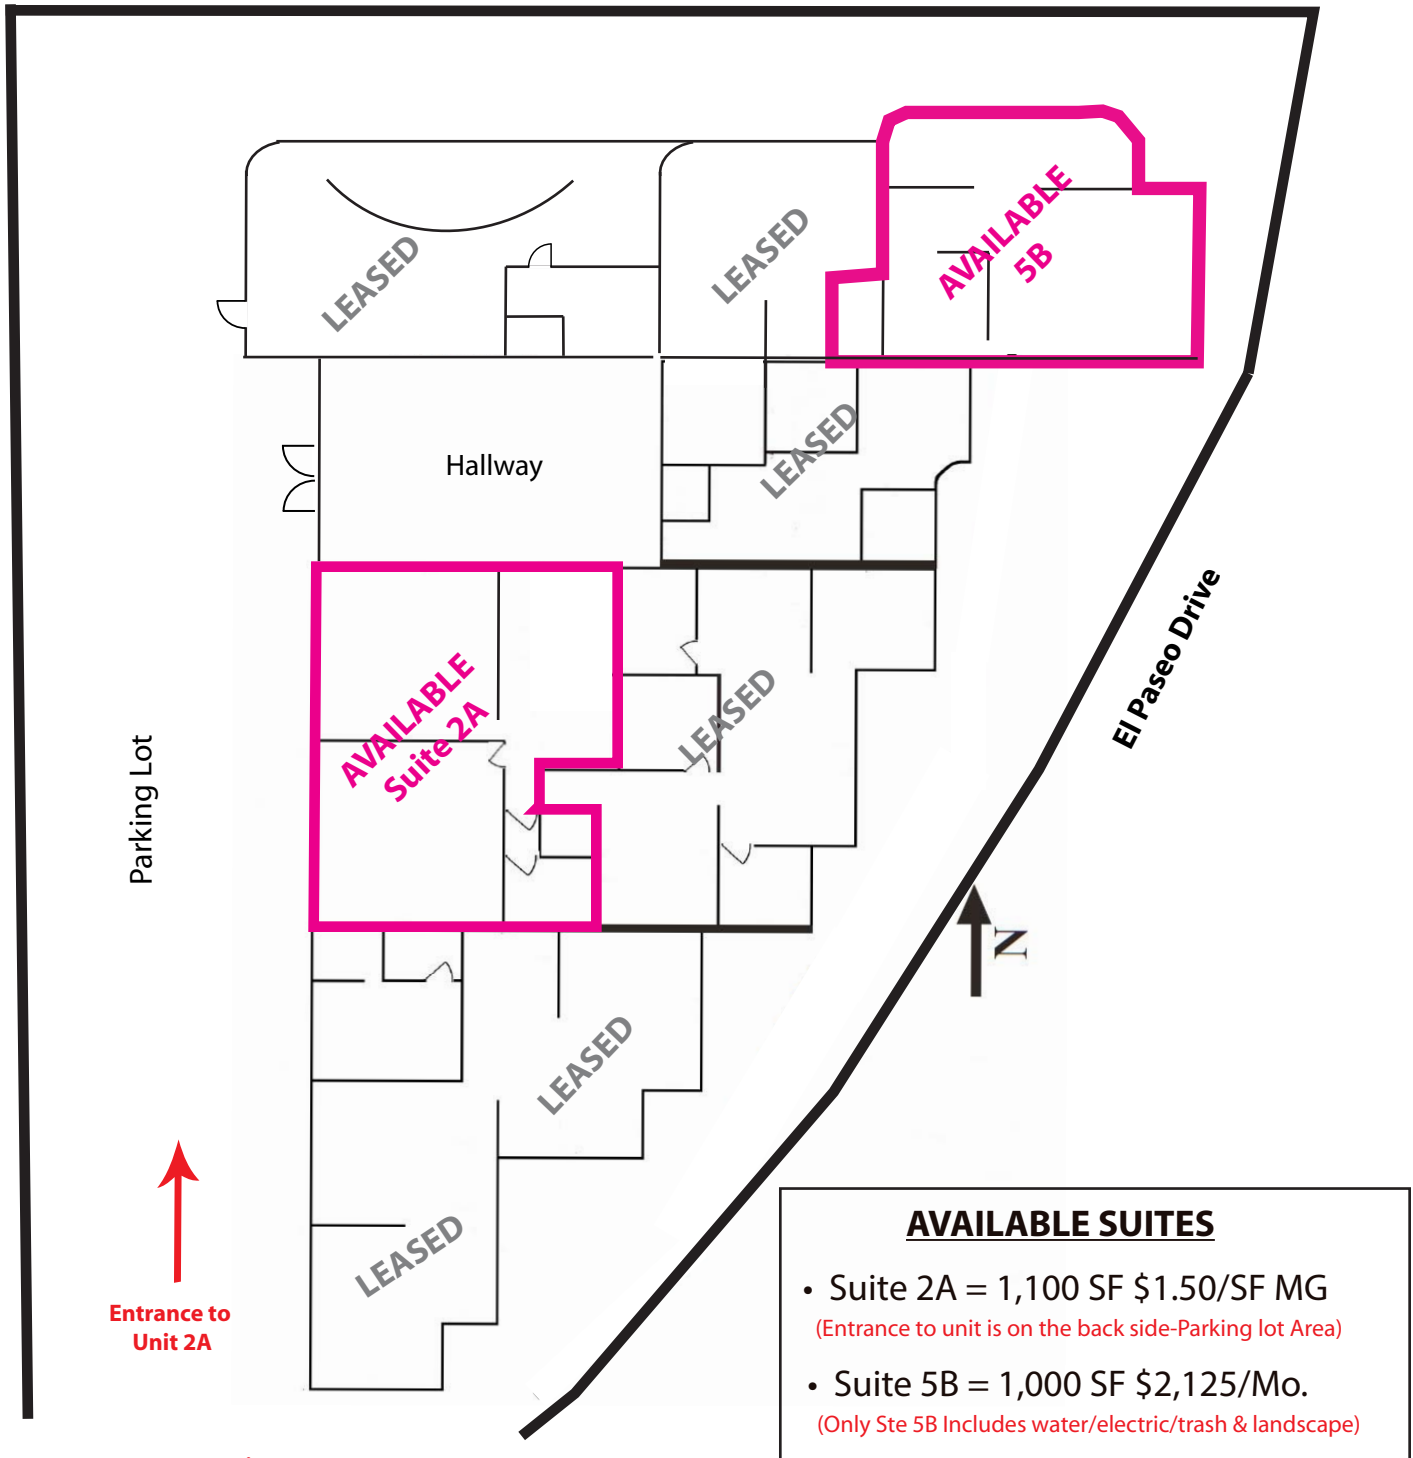 AVAILABLE
5B
LEASED
LEASED
LEASED
Hallway
AVAILABLE
Suite 2A
LEASED
El Paseo Drive
Parking Lot
N
LEASED
LEASED
Entrance to
Unit 2A
AVAILABLE SUITES
• Suite 2A = 1,100 SF $1.50/SF MG
(Entrance to unit is on the back side-Parking lot Area)
• Suite 5B = 1,000 SF $2,125/Mo.
(Only Ste 5B Includes water/electric/trash & landscape)